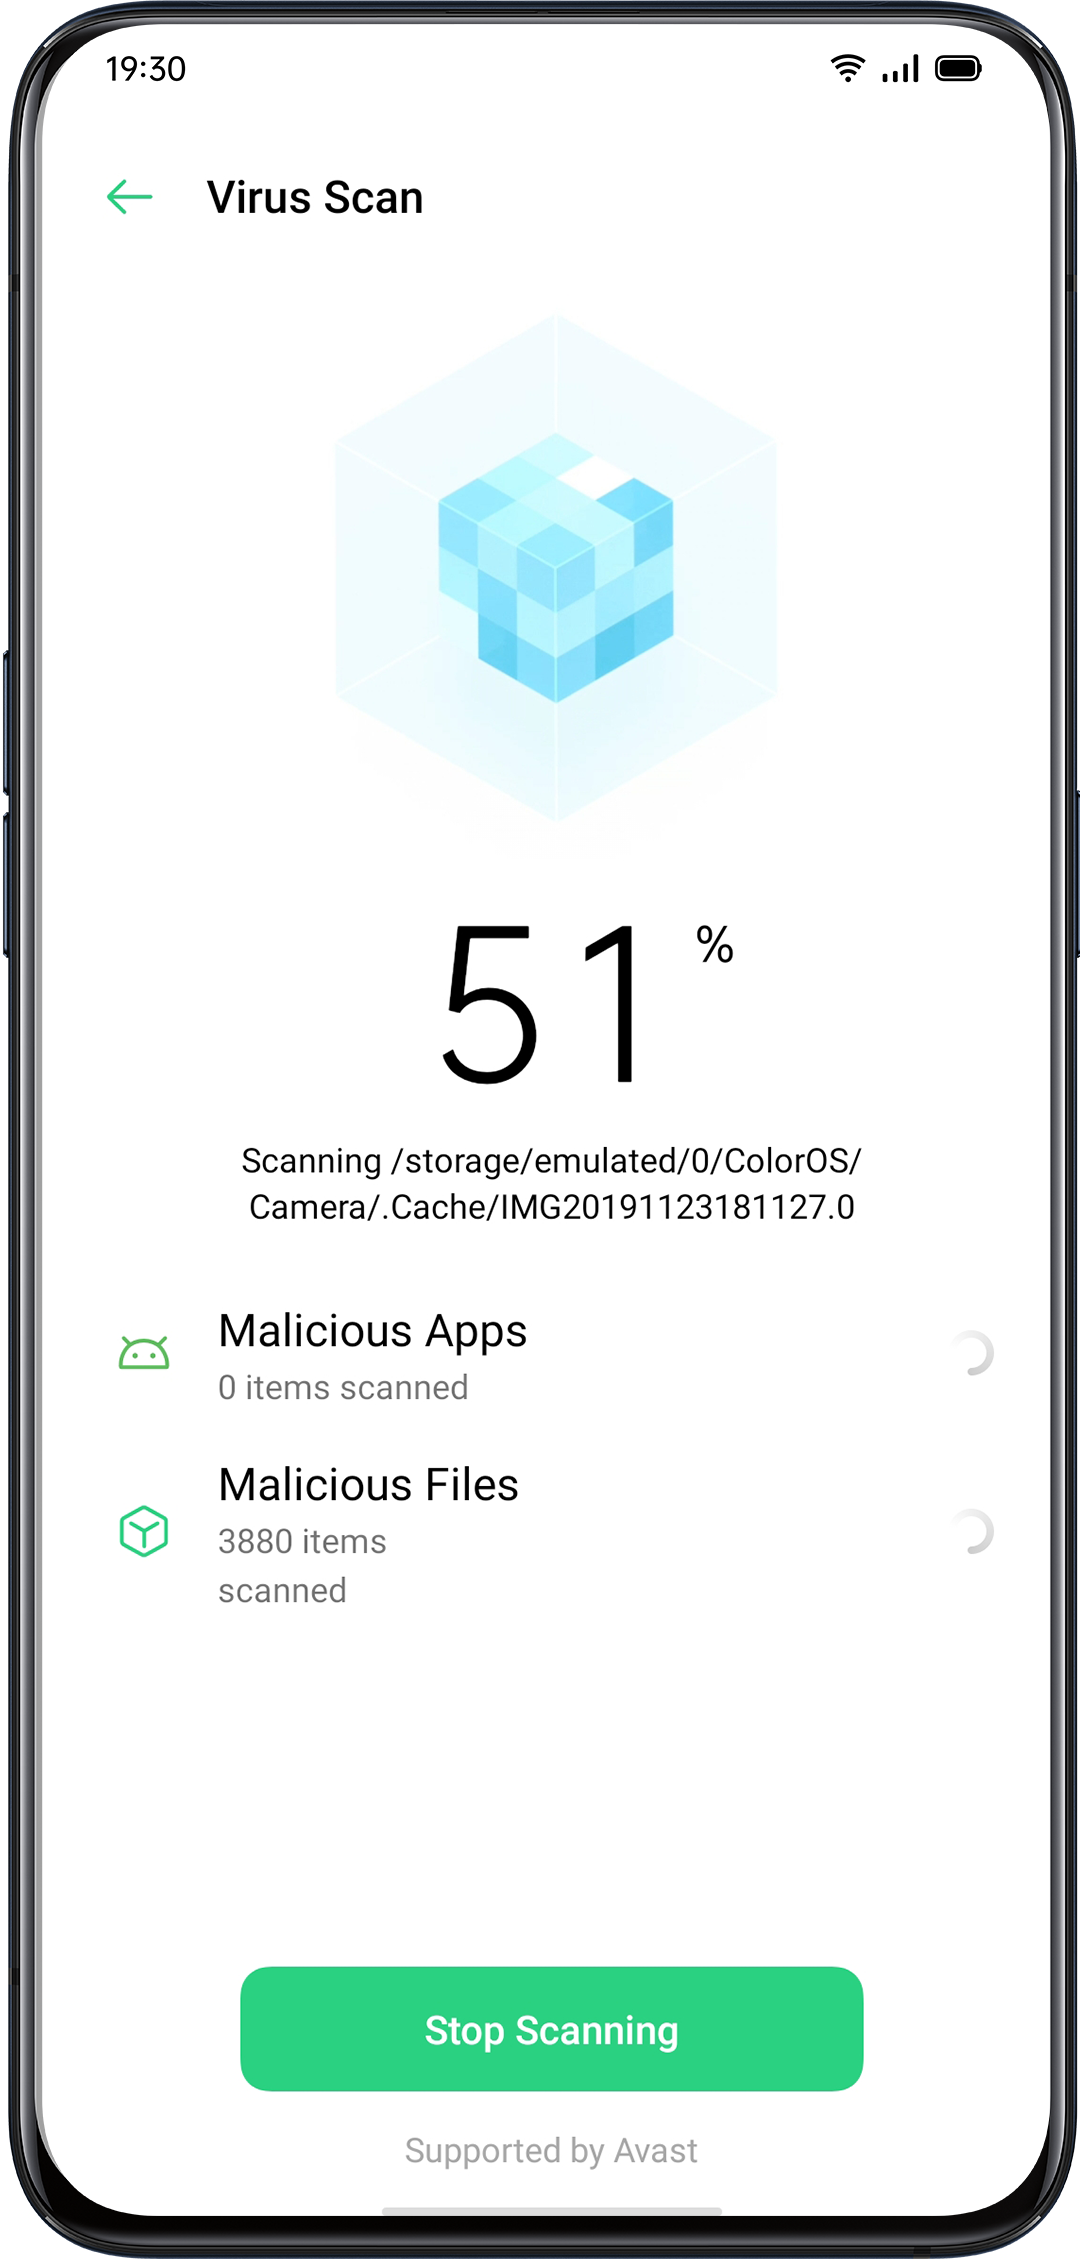 19:30
Virus Scan
51 %
Scanning /storage/emulated/0/ColorOS/
Camera/.Cache/IMG20191123181127.0
Malicious Apps
0 items scanned
Malicious Files
3880 items
scanned
Stop Scanning
Supported by Avast